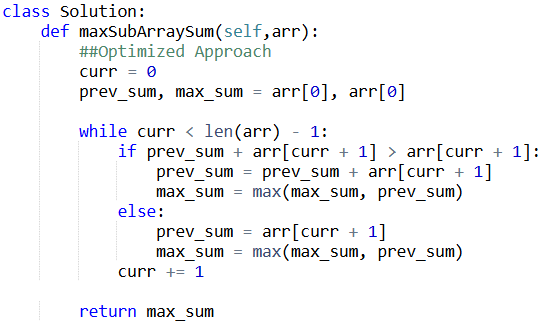 class Solution:
    def maxSubArraySum(self,arr):
        ##Optimized Approach
        curr = 0
        prev_sum, max_sum = arr[0], arr[0]

        while curr < len(arr) - 1:
            if prev_sum + arr[curr + 1] > arr[curr + 1]:
                prev_sum = prev_sum + arr[curr + 1]
                max_sum = max(max_sum, prev_sum)
            else:
                prev_sum = arr[curr + 1]
                max_sum = max(max_sum, prev_sum)
            curr += 1

        return max_sum